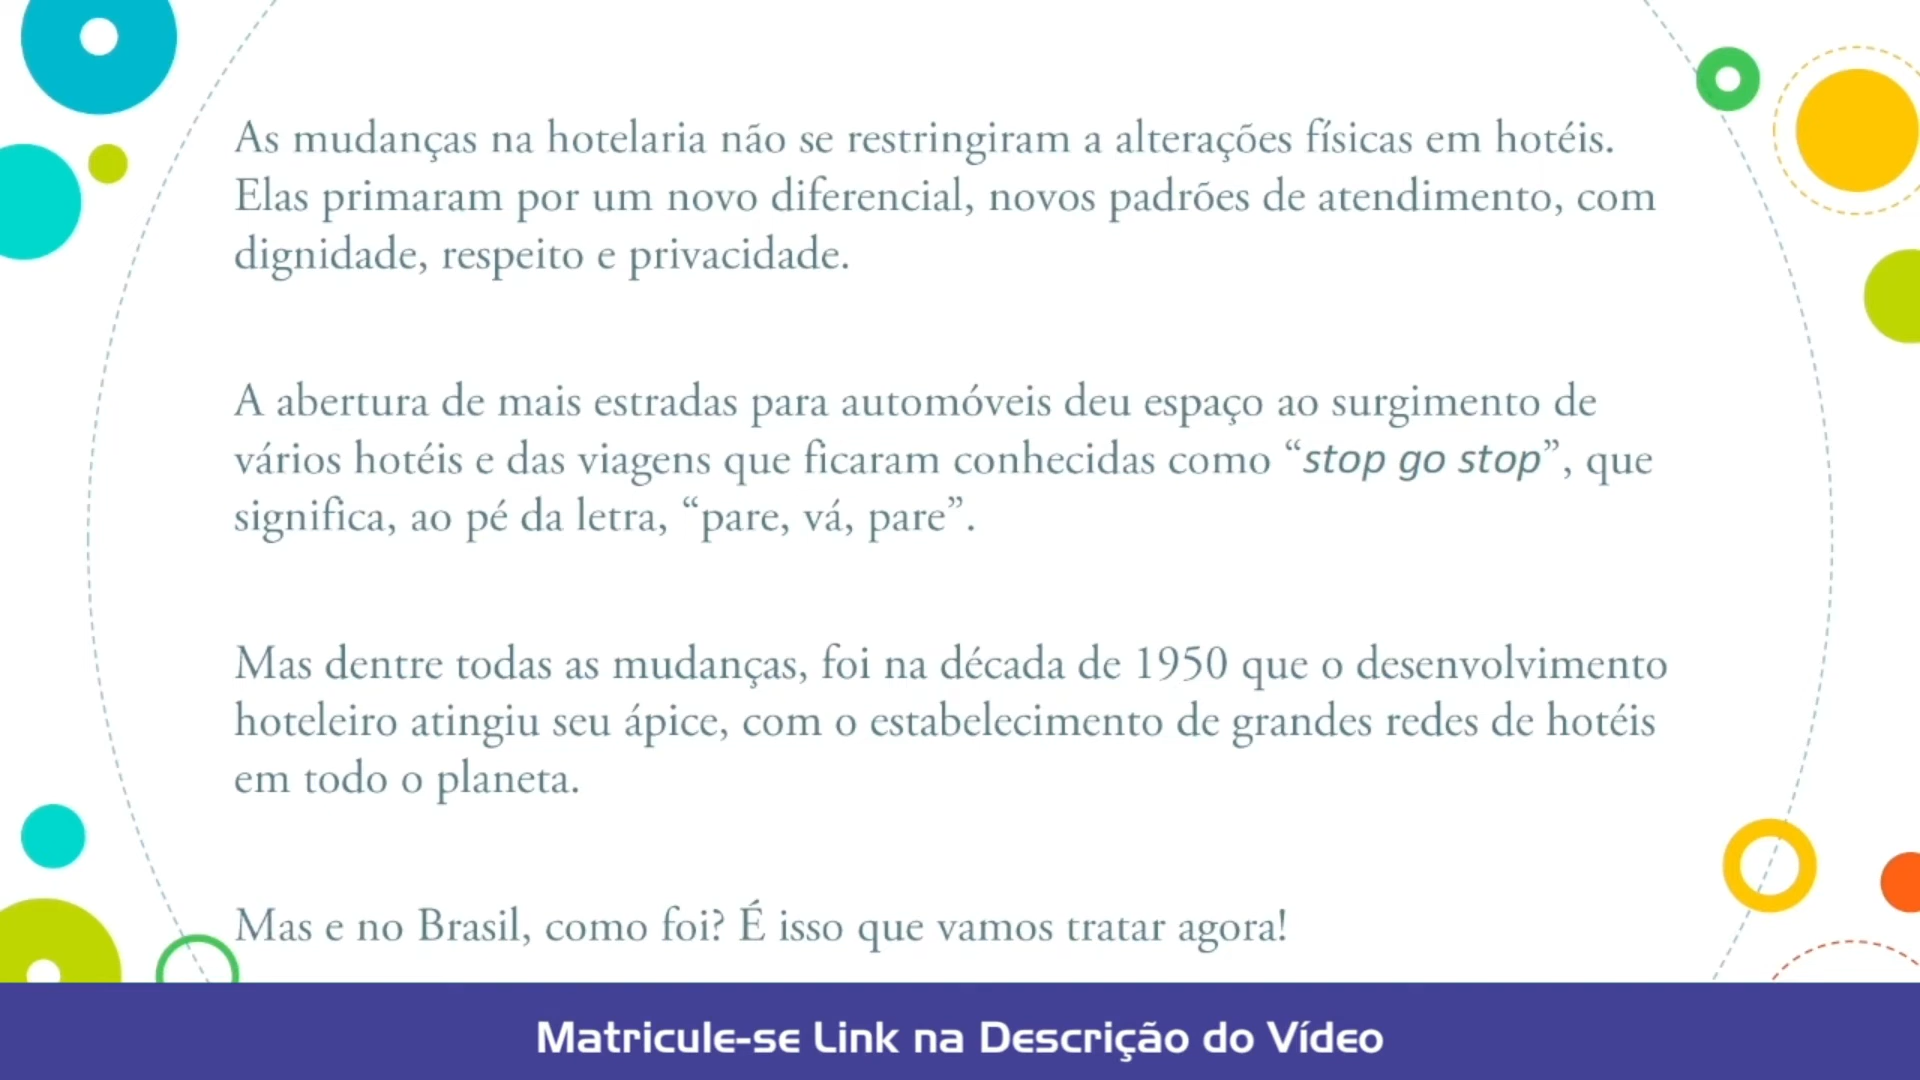 As mudanças na hotelaria não se restringiram a alterações físicas em hotéis.
Elas primaram por um novo diferencial, novos padrões de atendimento, com
dignidade, respeito e privacidade.
A abertura de mais estradas para automóveis deu espaço ao surgimento de
vários hotéis e das viagens que ficaram conhecidas como “stop go stop”, que
significa, ao pé da letra, “pare, vá, pare”.
Mas dentre todas as mudanças, foi na década de 1950 que o desenvolvimento
hoteleiro atingiu seu ápice, com o estabelecimento de grandes redes de hotéis
em todo o planeta.
Mas e no Brasil, como foi? É isso que vamos tratar agora!
Matricule-se Link na Descrição do Vídeo